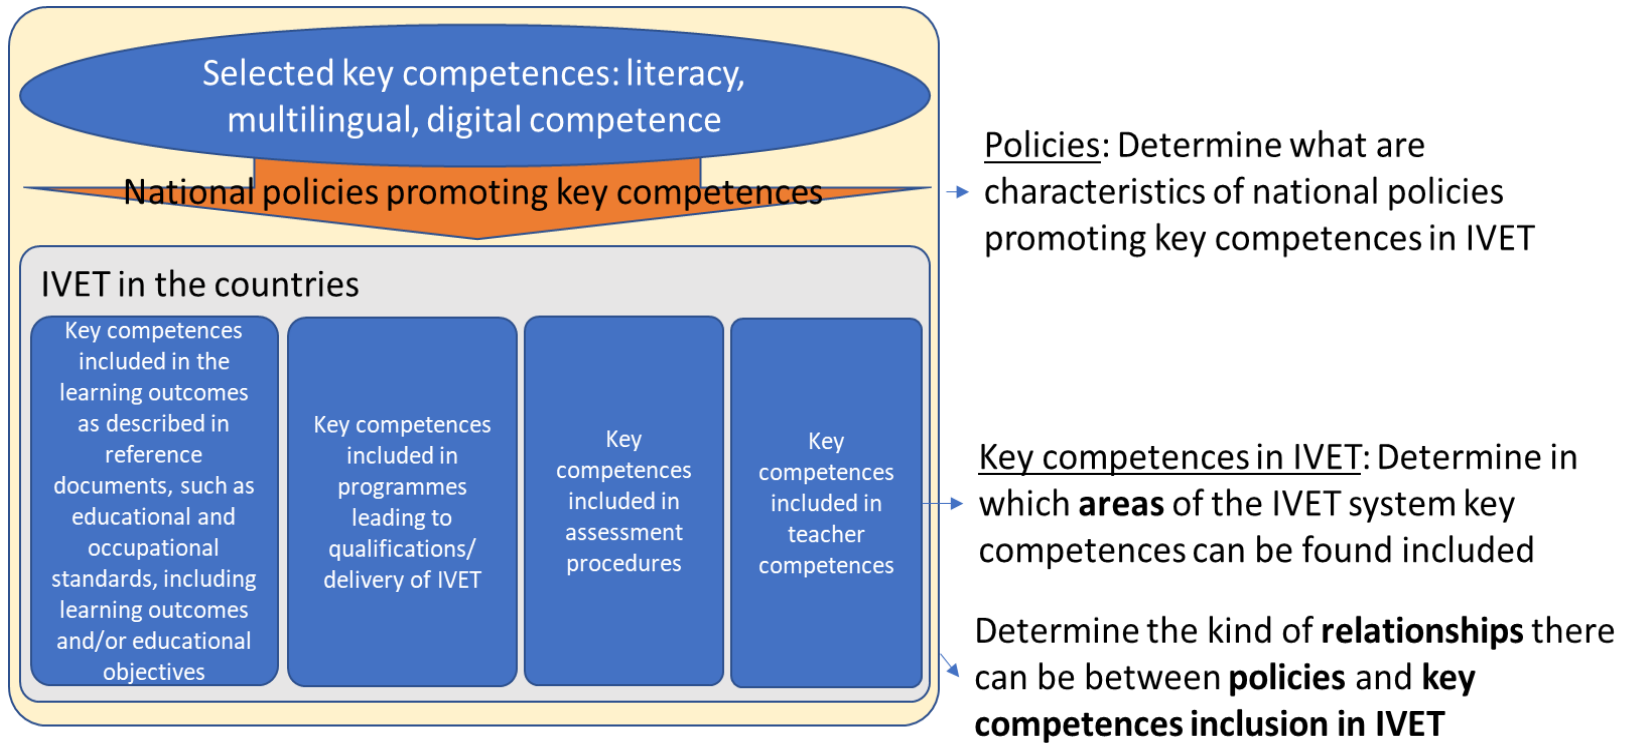 Selected key competences: literacy,
multilingual, digital competence
National policies promoting key competences
IVET in the countries
Key competences
included in the
learning outcomes
as described in
reference
documents, such as
educational and
occupational
standards, including
learning outcomes
and/or educational
objectives
Key competences
included in
programmes
leading to
qualifications/
delivery of IVET
Key
competences
included in
assessment
procedures
Key
competences
included in
teacher
competences
Policies: Determine what are
characteristics of national policies
promoting key competences in IVET
Key competences in IVET: Determine in
which areas of the IVET system key
competences can be found included
Determine the kind of relationships there
can be between policies and key
competences inclusion in IVET